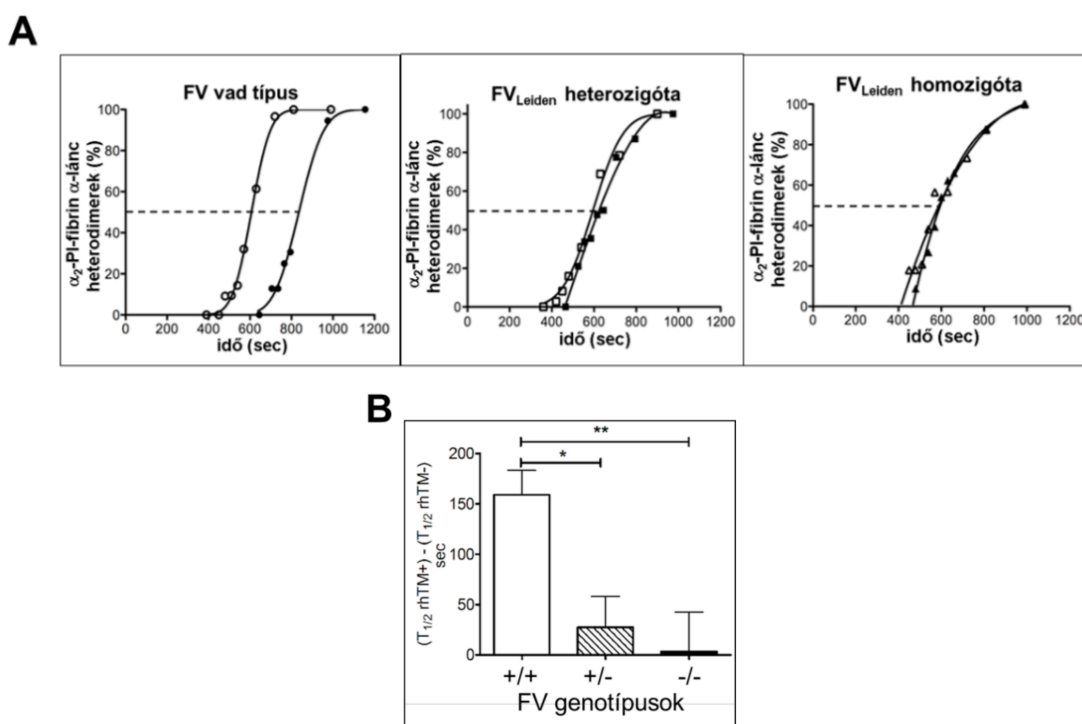 A
FV vad típus
α₂-PI-fibrin α-lánc
heterodimerek (%)
100
80
60
40
20
0
0 200 400 600 800 1000 1200
idő (sec)
FV_Leiden heterozigóta
α₂-PI-fibrin α-lánc
heterodimerek (%)
100
80
60
40
20
0
0 200 400 600 800 1000 1200
idő (sec)
FV_Leiden homozigóta
α₂-PI-fibrin α-lánc
heterodimerek (%)
100
80
60
40
20
0
0 200 400 600 800 1000 1200
idő (sec)
B
(T₁/₂ rhTM+) - (T₁/₂ rhTM-)
sec
200
150
100
50
0
**
*
+/+ +/- -/-
FV genotípusok